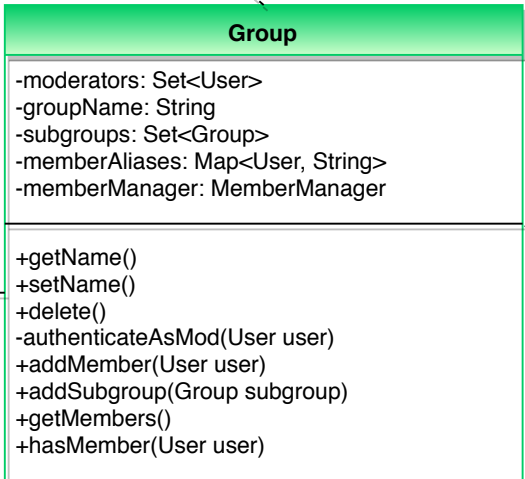 Group
-moderators: Set<User>
-groupName: String
-subgroups: Set<Group>
-memberAliases: Map<User, String>
-memberManager: MemberManager
+getName()
+setName()
+delete()
-authenticateAsMod(User user)
+addMember(User user)
+addSubgroup(Group subgroup)
+getMembers()
+hasMember(User user)